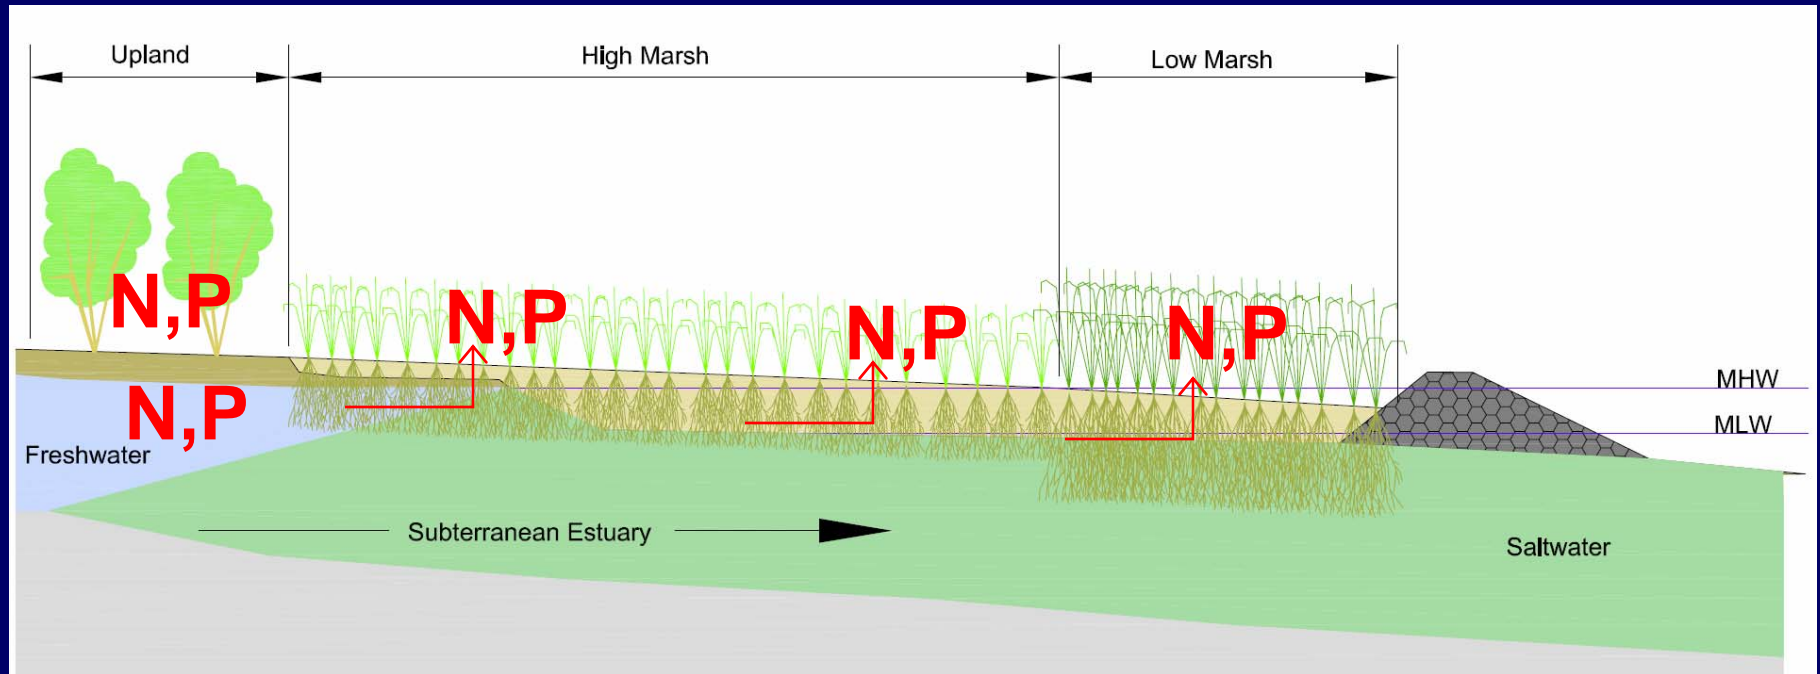 Upland
High Marsh
Low Marsh
N,P
N,P
N,P
N,P
MHW
N,P
MLW
Freshwater
Subterranean Estuary
Saltwater